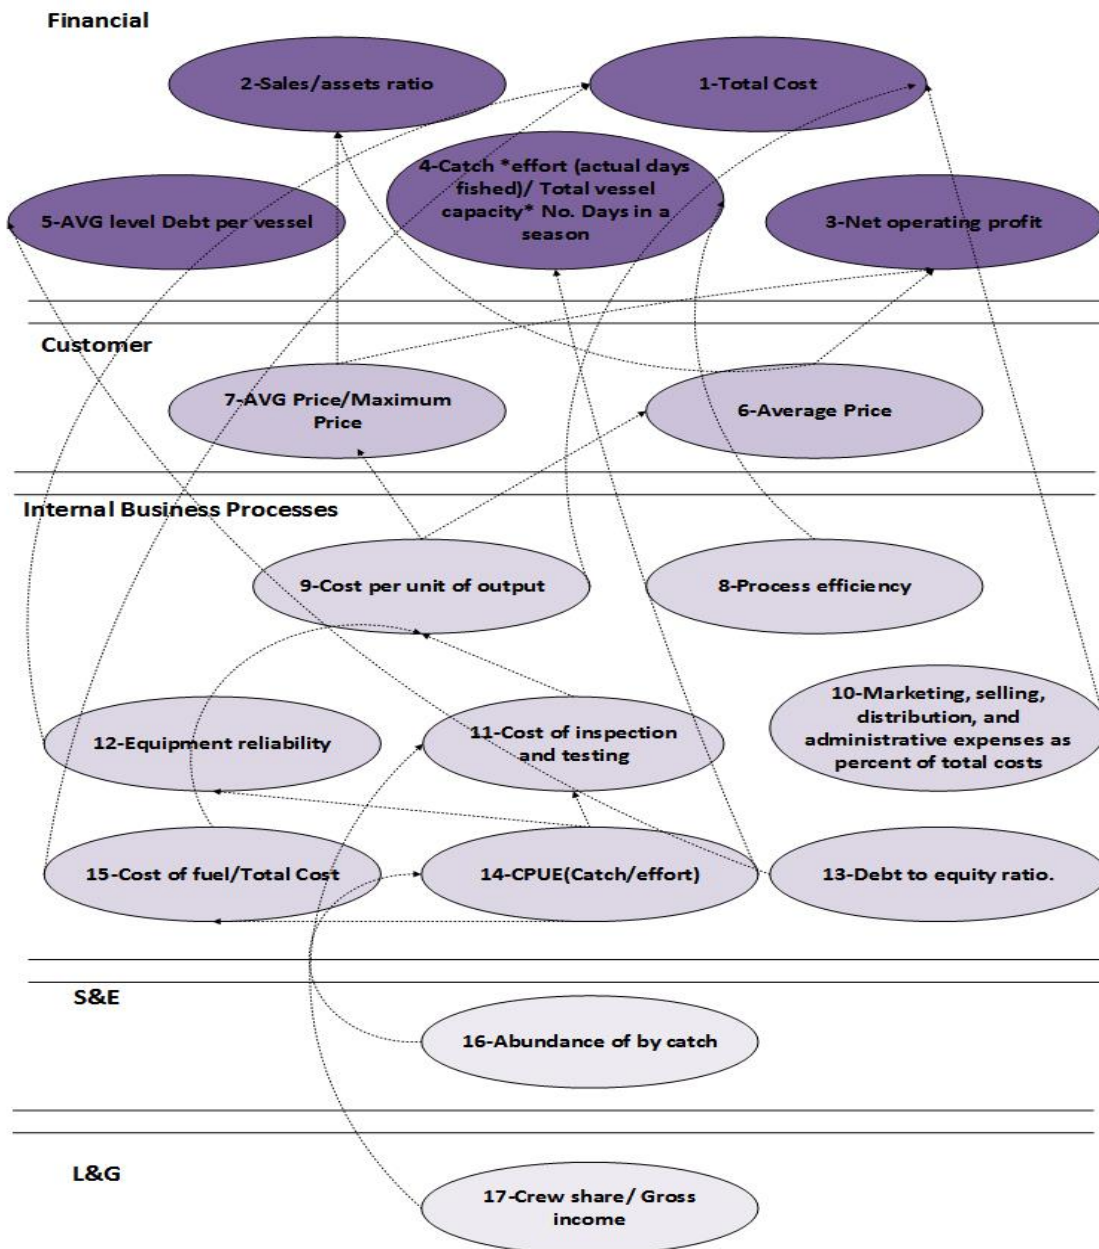 Financial
2-Sales/assets ratio
1-Total Cost
4-Catch *effort (actual days
fished)/ Total vessel
capacity* No. Days in a
season
5-AVG level Debt per vessel
3-Net operating profit
Customer
7-AVG Price/Maximum
Price
6-Average Price
Internal Business Processes
9-Cost per unit of output
8-Process efficiency
12-Equipment reliability
11-Cost of inspection
and testing
10-Marketing, selling,
distribution, and
administrative expenses as
percent of total costs
15-Cost of fuel/Total Cost
14-CPUE(Catch/effort)
13-Debt to equity ratio.
S&E
16-Abundance of by catch
L&G
17-Crew share/ Gross
income